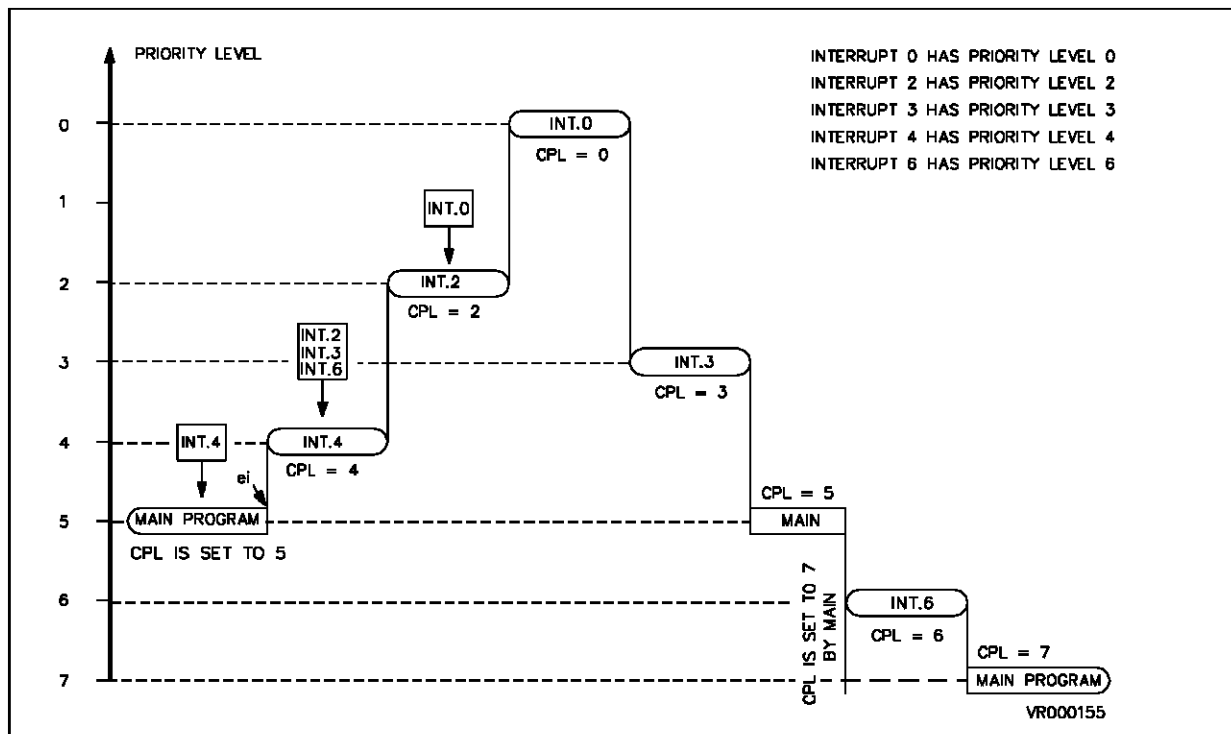 PRIORITY LEVEL
INTERRUPT 0 HAS PRIORITY LEVEL 0
INTERRUPT 2 HAS PRIORITY LEVEL 2
INTERRUPT 3 HAS PRIORITY LEVEL 3
INTERRUPT 4 HAS PRIORITY LEVEL 4
INTERRUPT 6 HAS PRIORITY LEVEL 6
0
INT.0
CPL = 0
1
INT.0
2
INT.2
CPL = 2
INT.2
INT.3
INT.6
3
INT.3
CPL = 3
4
INT.4
INT.4
CPL = 4
ei
CPL = 5
5
MAIN PROGRAM
MAIN
CPL IS SET TO 5
CPL IS SET TO 7
BY MAIN
6
INT.6
CPL = 6
CPL = 7
7
MAIN PROGRAM
VR000155